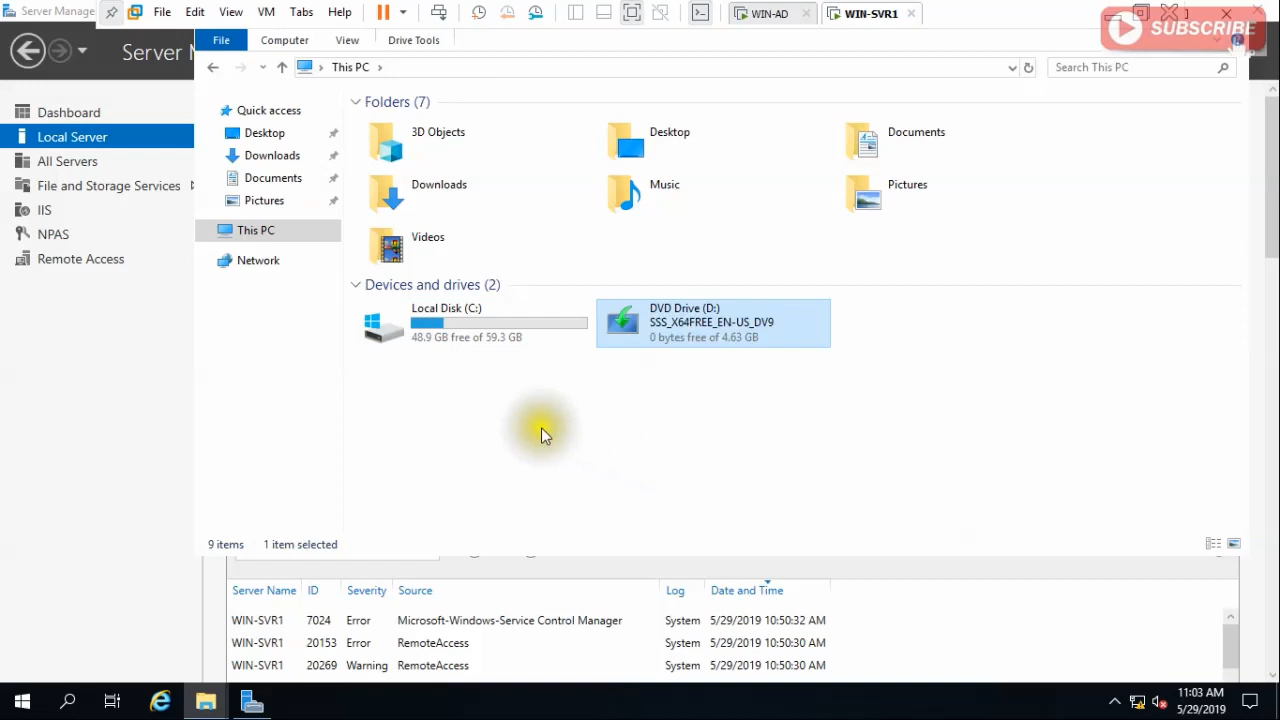 Server Manage
File
Edit
View
VM
Tabs
Help
WIN-AD
WIN-SVR1
SUBSCRIBE
Server M
File
Computer
View
Drive Tools
This PC
Search This PC
Dashboard
Local Server
All Servers
File and Storage Services
IIS
NPAS
Remote Access
Quick access
Desktop
Downloads
Documents
Pictures
This PC
Network
Folders (7)
3D Objects
Desktop
Documents
Downloads
Music
Pictures
Videos
Devices and drives (2)
Local Disk (C:)
48.9 GB free of 59.3 GB
DVD Drive (D:)
SSS_X64FREE_EN-US_DV9
0 bytes free of 4.63 GB
9 items
1 item selected
Server Name ID Severity Source Log Date and Time
WIN-SVR1 7024 Error Microsoft-Windows-Service Control Manager System 5/29/2019 10:50:32 AM
WIN-SVR1 20153 Error RemoteAccess System 5/29/2019 10:50:30 AM
WIN-SVR1 20269 Warning RemoteAccess System 5/29/2019 10:50:30 AM
11:03 AM
5/29/2019